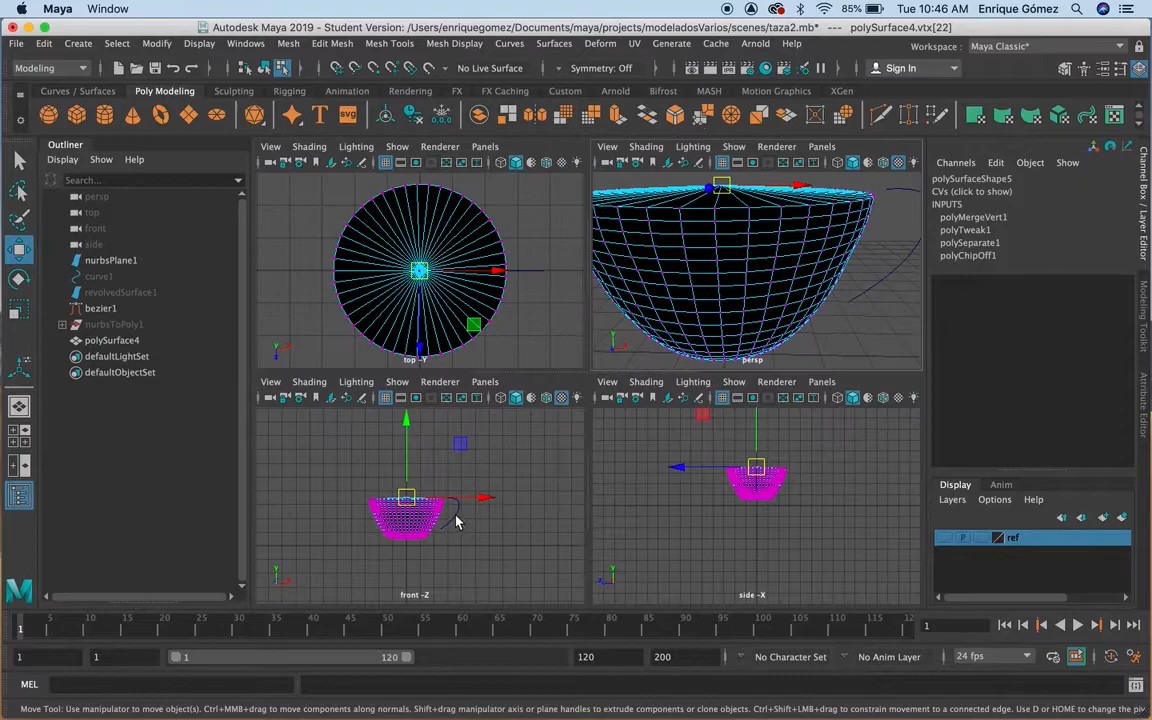 Maya Window 85% Tue 10:46 AM Enrique Gómez
Autodesk Maya 2019 - Student Version: /Users/enriquegomez/Documents/maya/projects/modeladosVarios/scenes/taza2.mb* --- polySurface4.vtx[22]
File Edit Create Select Modify Display Windows Mesh Edit Mesh Mesh Tools Mesh Display Curves Surfaces Deform UV Generate Cache Arnold Help Workspace : Maya Classic*
Modeling No Live Surface Symmetry: Off Sign In
Curves / Surfaces Poly Modeling Sculpting Rigging Animation Rendering FX FX Caching Custom Arnold Bifrost MASH Motion Graphics XGen
Outliner
Display Show Help
Search...
persp
top
front
side
nurbsPlane1
curve1
revolvedSurface1
bezier1
nurbsToPoly1
polySurface4
defaultLightSet
defaultObjectSet
View Shading Lighting Show Renderer Panels
top -Y
View Shading Lighting Show Renderer Panels
persp
View Shading Lighting Show Renderer Panels
front -Z
View Shading Lighting Show Renderer Panels
side -X
Channels Edit Object Show
polySurfaceShape5
CVs (click to show)
INPUTS
polyMergeVert1
polyTweak1
polySeparate1
polyChipOff1
Display Anim
Layers Options Help
P ref
Channel Box / Layer Editor
Modeling Toolkit
Attribute Editor
5 10 15 20 25 30 35 40 45 50 55 60 65 70 75 80 85 90 95 100 105 110 115 12
1 1
1 1 1 120 120 200 No Character Set No Anim Layer 24 fps
MEL
Move Tool: Use manipulator to move object(s). Ctrl+MMB+drag to move components along normals. Shift+drag manipulator axis or plane handles to extrude components or clone objects. Ctrl+Shift+LMB+drag to constrain movement to a connected edge. Use D or HOME to change the piv